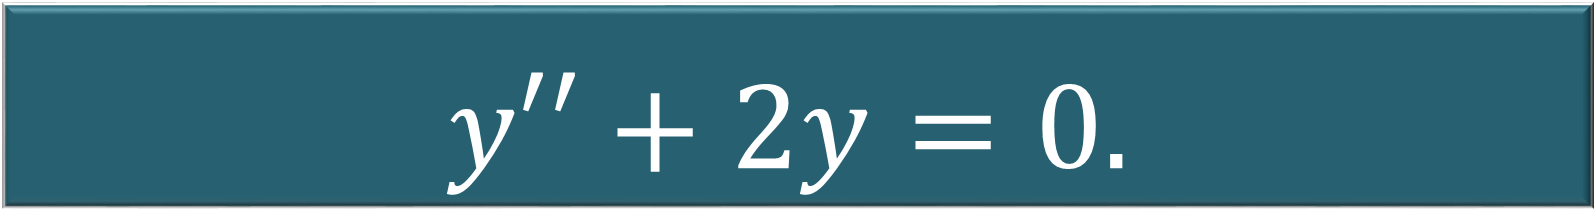 y′′ + 2y = 0.